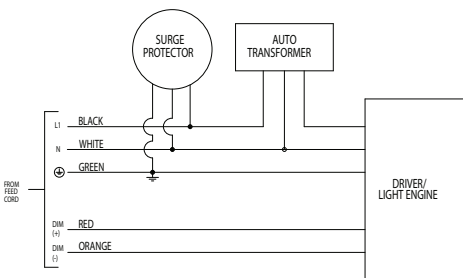 SURGE
PROTECTOR
AUTO
TRANSFORMER
L1 BLACK
N WHITE
GREEN
FROM
FEED
CORD
DRIVER/
LIGHT ENGINE
DIM
(+)
RED
DIM
(-)
ORANGE